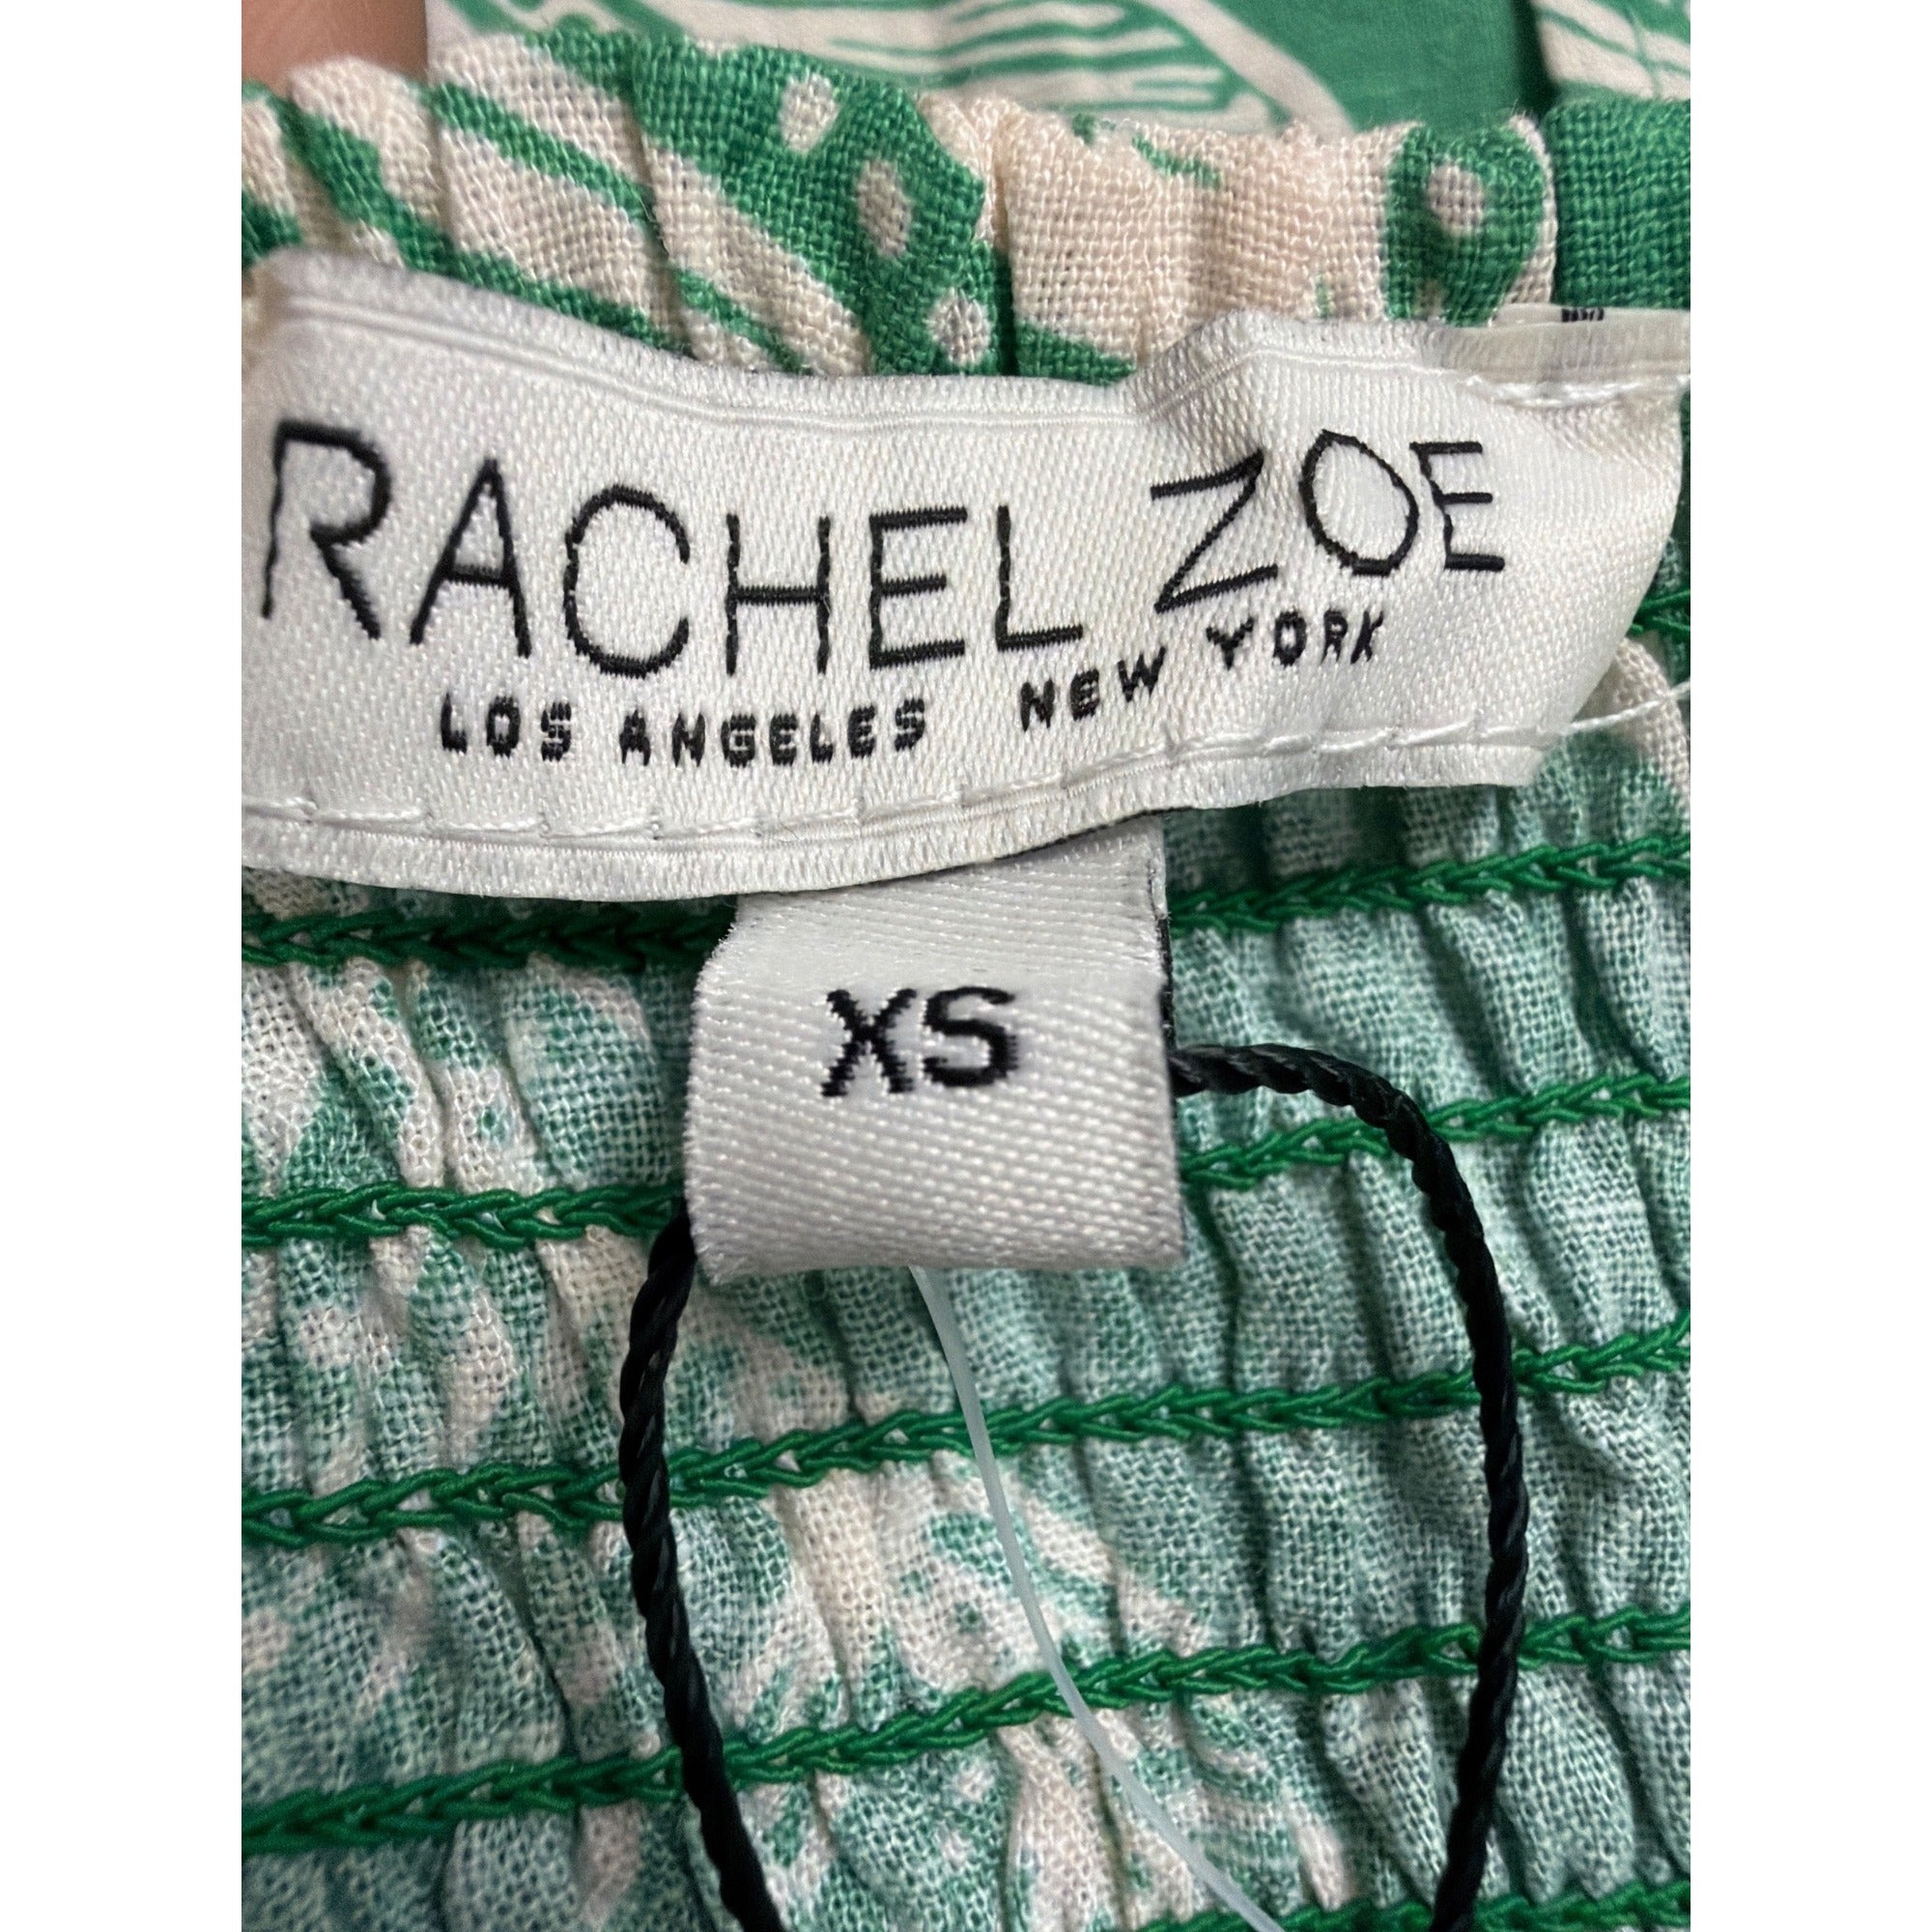 RACHEL ZOE
LOS ANGELES NEW YORK
XS